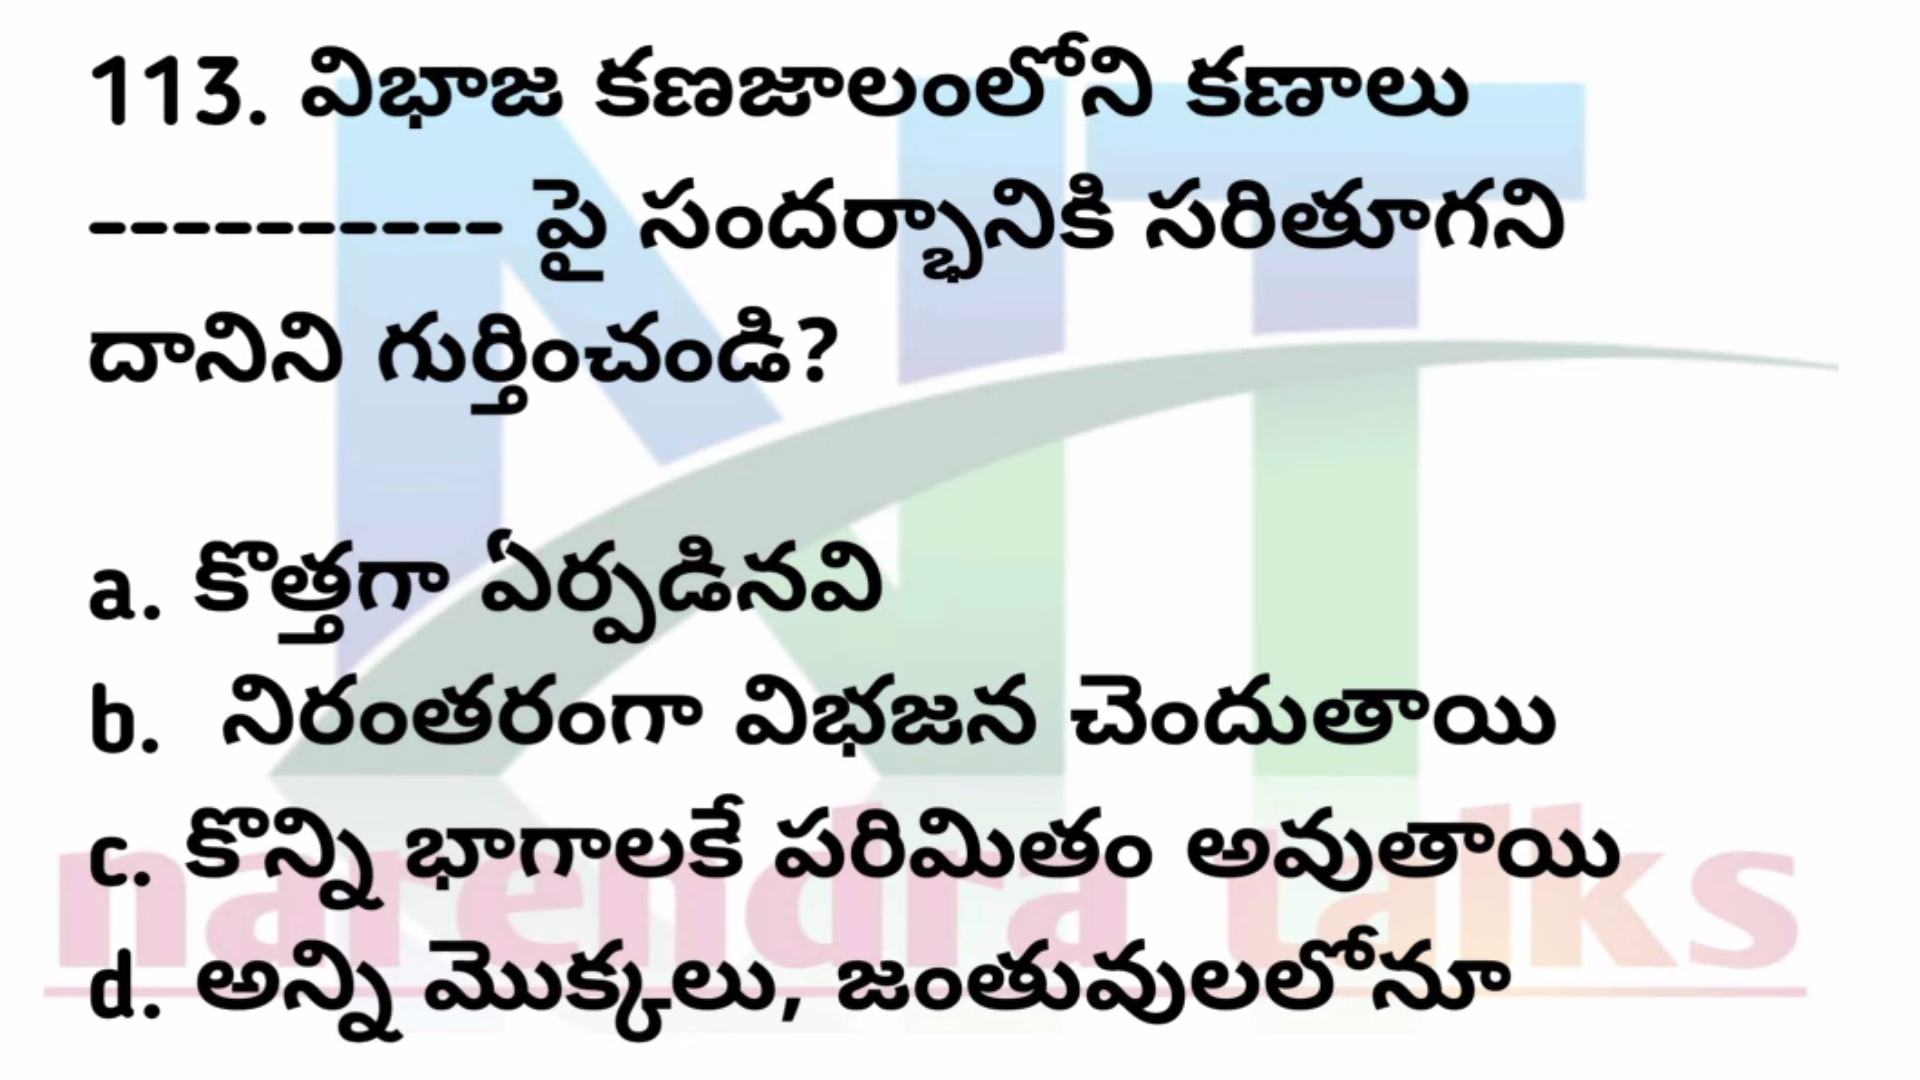 113. విభాజ కణజాలంలోని కణాలు
---------- పై సందర్భానికి సరితూగని
దానిని గుర్తించండి?
a. కొత్తగా ఏర్పడినవి
b. నిరంతరంగా విభజన చెందుతాయి
c. కొన్ని భాగాలకే పరిమితం అవుతాయి
d. అన్ని మొక్కలు, జంతువులలోనూ
NT
narendra talks